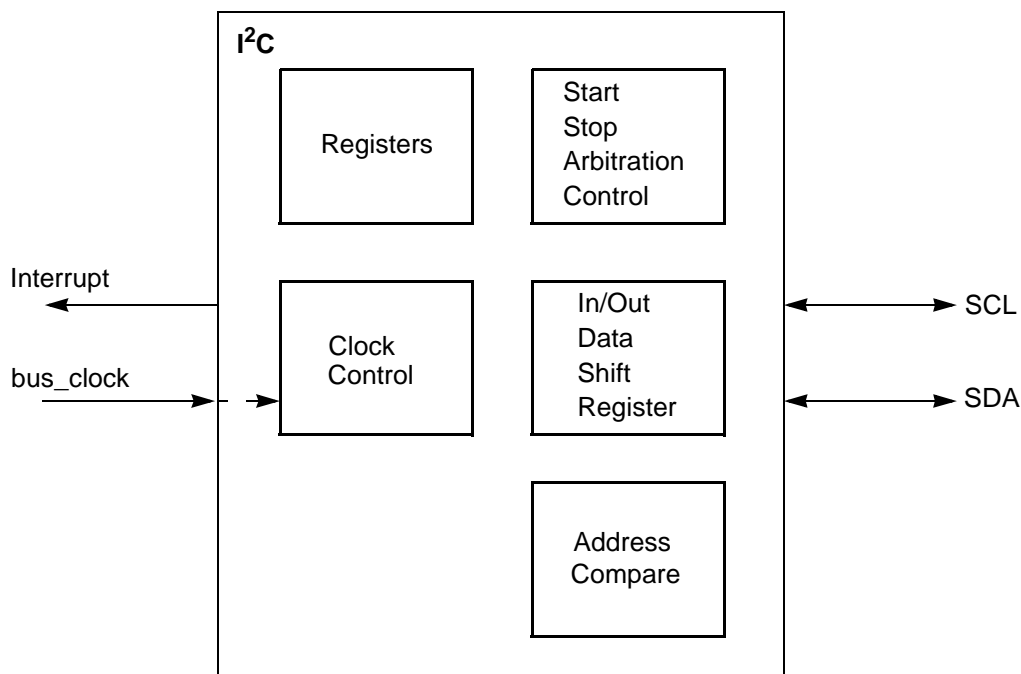 I²C
Registers
Start
Stop
Arbitration
Control
Interrupt
bus_clock
Clock
Control
In/Out
Data
Shift
Register
SCL
SDA
Address
Compare